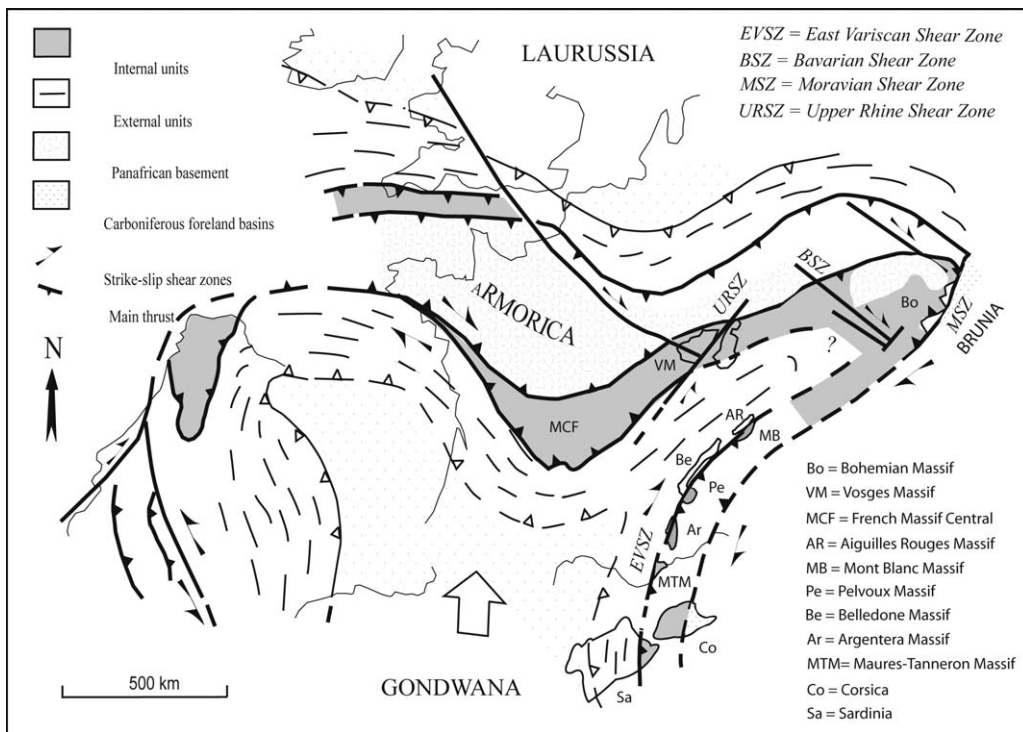 Internal units
External units
Panafrican basement
Carboniferous foreland basins
Strike-slip shear zones
Main thrust
N
500 km
LAURUSSIA
EVSZ = East Variscan Shear Zone
BSZ = Bavarian Shear Zone
MSZ = Moravian Shear Zone
URSZ = Upper Rhine Shear Zone
ARMORICA
URSZ
BSZ
Bo
MSZ
BRUNIA
?
VM
MCF
AR
MB
Be
Pe
Ar
EVSZ
MTM
Co
Sa
GONDWANA
Bo = Bohemian Massif
VM = Vosges Massif
MCF = French Massif Central
AR = Aiguilles Rouges Massif
MB = Mont Blanc Massif
Pe = Pelvoux Massif
Be = Belledone Massif
Ar = Argentera Massif
MTM= Maures-Tanneron Massif
Co = Corsica
Sa = Sardinia